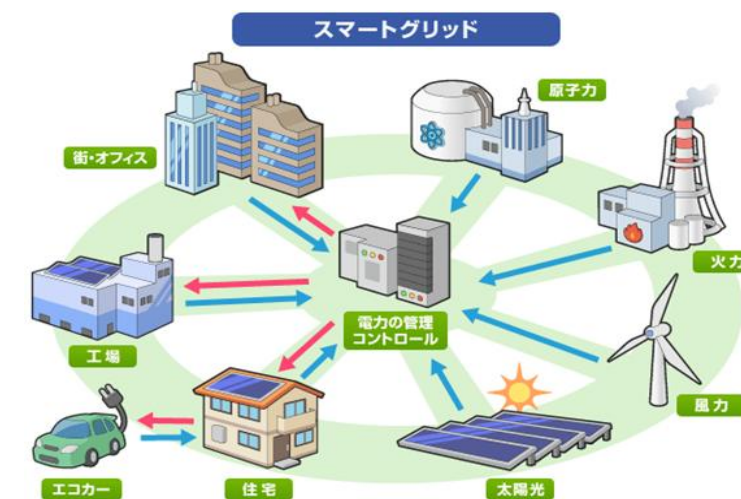 スマートグリッド
原子力
街・オフィス
火力
電力の管理
コントロール
工場
風力
エコカー
住宅
太陽光